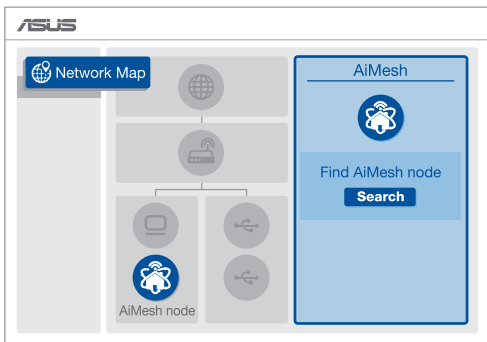 ASUS
Network Map
AiMesh
Find AiMesh node
Search
AiMesh node